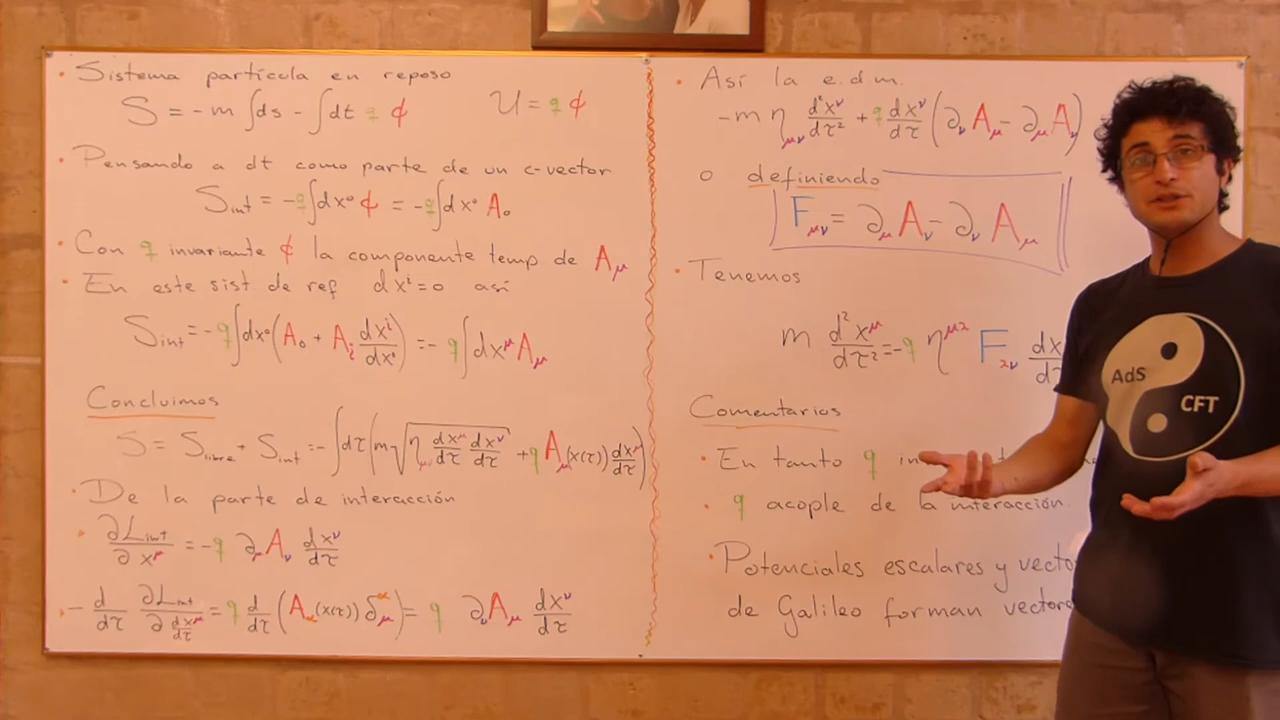 · Sistema partícula en reposo
S = -m ∫ds - ∫dt q ϕ    U = q ϕ
· Pensando a dt como parte de un c-vector
S_int = -q∫dx⁰ ϕ = -q∫dx⁰ A₀
· Con q invariante ϕ la componente temp de A_μ
· En este sist de ref dxⁱ=0 así
S_int = -q∫dx⁰(A₀ + A_i dxⁱ/dx⁰) = -q∫dx^μ A_μ
Concluimos
S = S_libre + S_int = -∫dτ(m√(η_μν dx^μ/dτ dx^ν/dτ) + q A_μ(x(τ)) dx^μ/dτ)
· De la parte de interacción
· ∂L_int/∂x^μ = -q ∂_μ A_ν dx^ν/dτ
· -d/dτ ∂L_int/∂(dx^μ/dτ) = q d/dτ (A_α(x(τ)) δ^α_μ) = q ∂_ν A_μ dx^ν/dτ
· Así la e.d.m.
-m η_μν d²x^ν/dτ² + q dx^ν/dτ (∂_ν A_μ - ∂_μ A_ν)
o definiendo
F_μν = ∂_μ A_ν - ∂_ν A_μ
· Tenemos
m d²x^μ/dτ² = -q η^μλ F_λν dx
Comentarios
· En tanto q
· q acople de la interacción.
· Potenciales escalares y
de Galileo forman
AdS
CFT